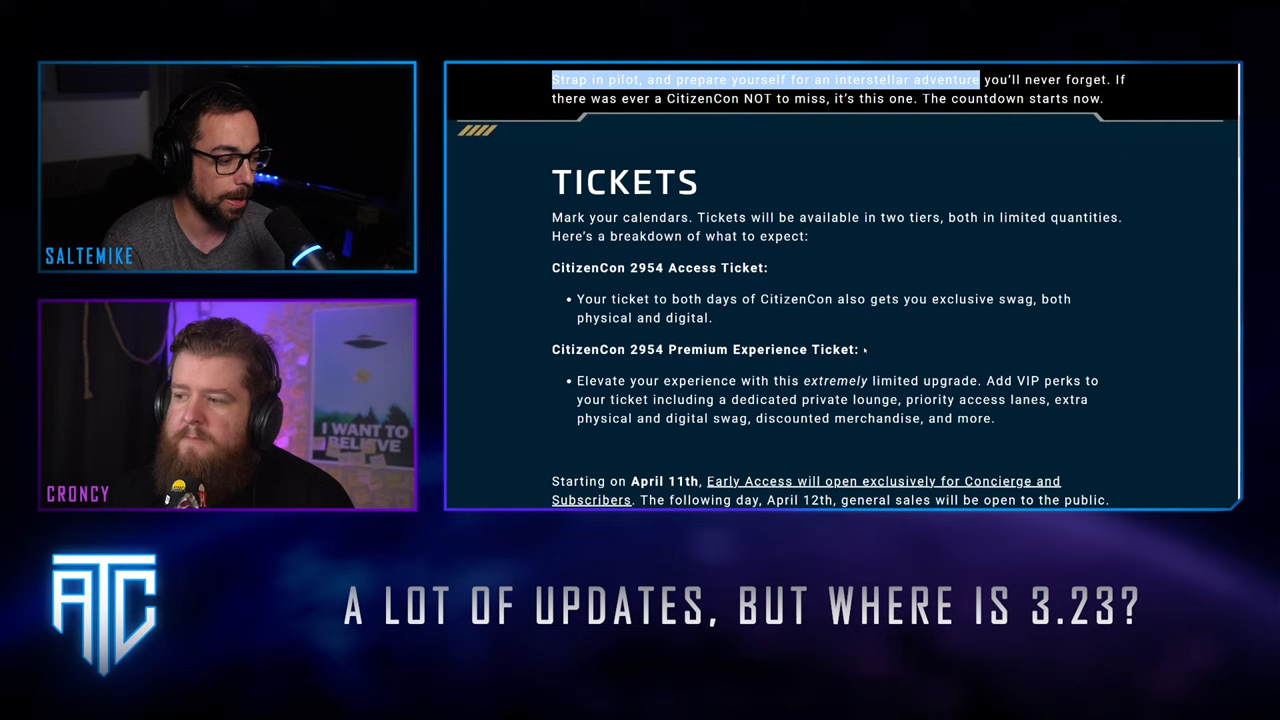 Strap in pilot, and prepare yourself for an interstellar adventure you'll never forget. If
there was ever a CitizenCon NOT to miss, it's this one. The countdown starts now.
TICKETS
Mark your calendars. Tickets will be available in two tiers, both in limited quantities.
Here's a breakdown of what to expect:
CitizenCon 2954 Access Ticket:
• Your ticket to both days of CitizenCon also gets you exclusive swag, both
physical and digital.
CitizenCon 2954 Premium Experience Ticket:
• Elevate your experience with this extremely limited upgrade. Add VIP perks to
your ticket including a dedicated private lounge, priority access lanes, extra
physical and digital swag, discounted merchandise, and more.
Starting on April 11th, Early Access will open exclusively for Concierge and
Subscribers. The following day, April 12th, general sales will be open to the public.
SALTEMIKE
I WANT TO
BELIEVE
CRONCY
ATC
A LOT OF UPDATES, BUT WHERE IS 3.23?